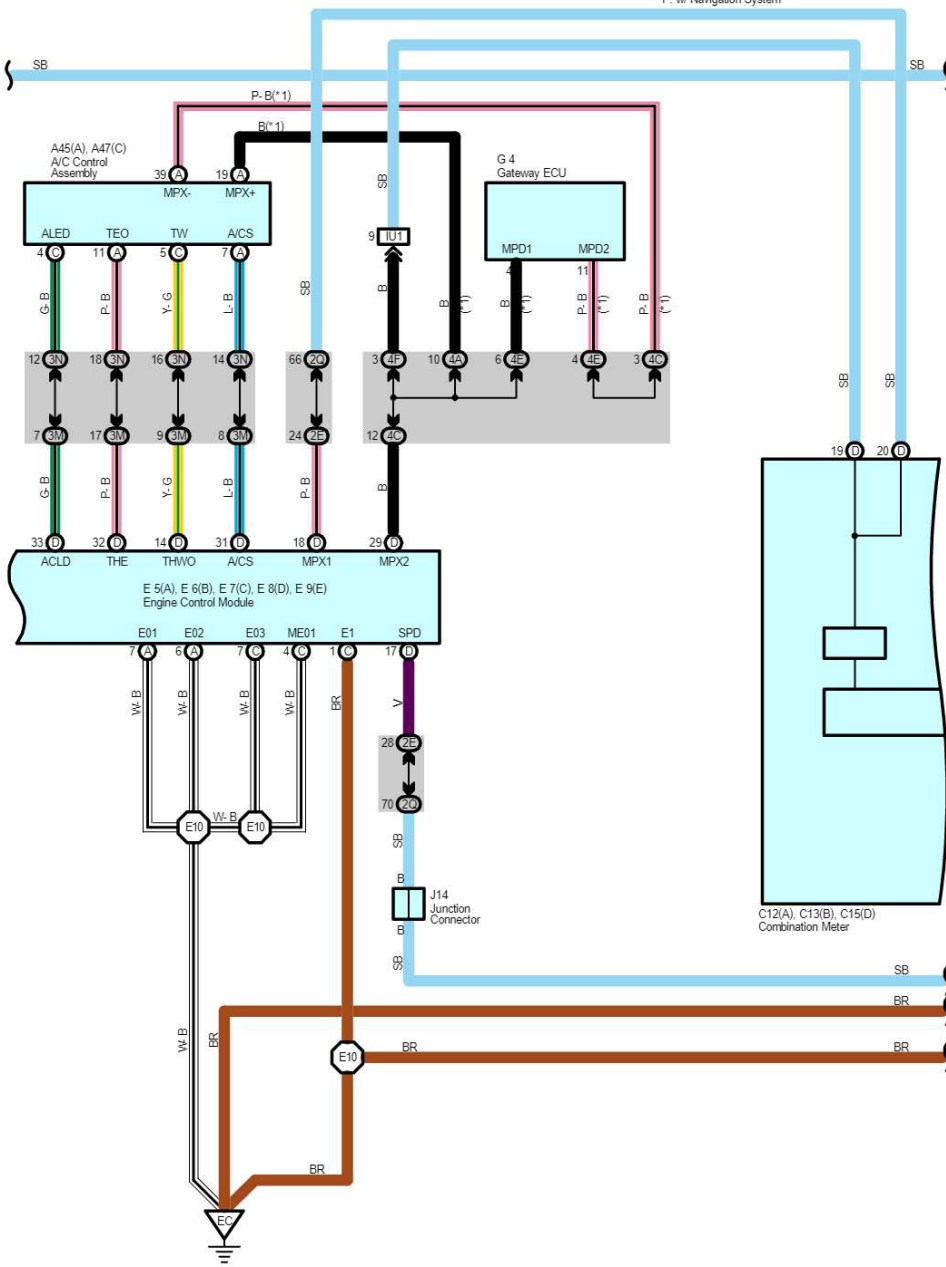 w/ Navigation System
SB
SB
P- B(*1)
B(*1)
A45(A), A47(C)
A/C Control
Assembly
39 A
19 A
MPX-
MPX+
ALED
TEO
TW
A/CS
4 C
11 A
5 C
7 A
G 4
Gateway ECU
MPD1
MPD2
4
11
SB
9 IU1
G- B
P- B
Y- G
L- B
SB
B
B
(*1)
B
(*1)
P- B
(*1)
P- B
(*1)
12 3N
18 3N
16 3N
14 3N
66 2Q
3 4F
10 4A
6 4E
4 4E
3 4C
SB
SB
7 3M
17 3M
9 3M
8 3M
24 2E
12 4C
19 D
20 D
G- B
P- B
Y- G
L- B
P- B
B
33 D
32 D
14 D
31 D
18 D
29 D
ACLD
THE
THWO
A/CS
MPX1
MPX2
E 5(A), E 6(B), E 7(C), E 8(D), E 9(E)
Engine Control Module
E01
E02
E03
ME01
E1
SPD
7 A
6 A
7 C
4 C
1 C
17 D
W- B
W- B
W- B
W- B
BR
V
28 2E
70 2Q
W- B
E10
E10
SB
B
J14
Junction
Connector
B
SB
C12(A), C13(B), C15(D)
Combination Meter
SB
BR
W- B
BR
E10
BR
BR
BR
EC